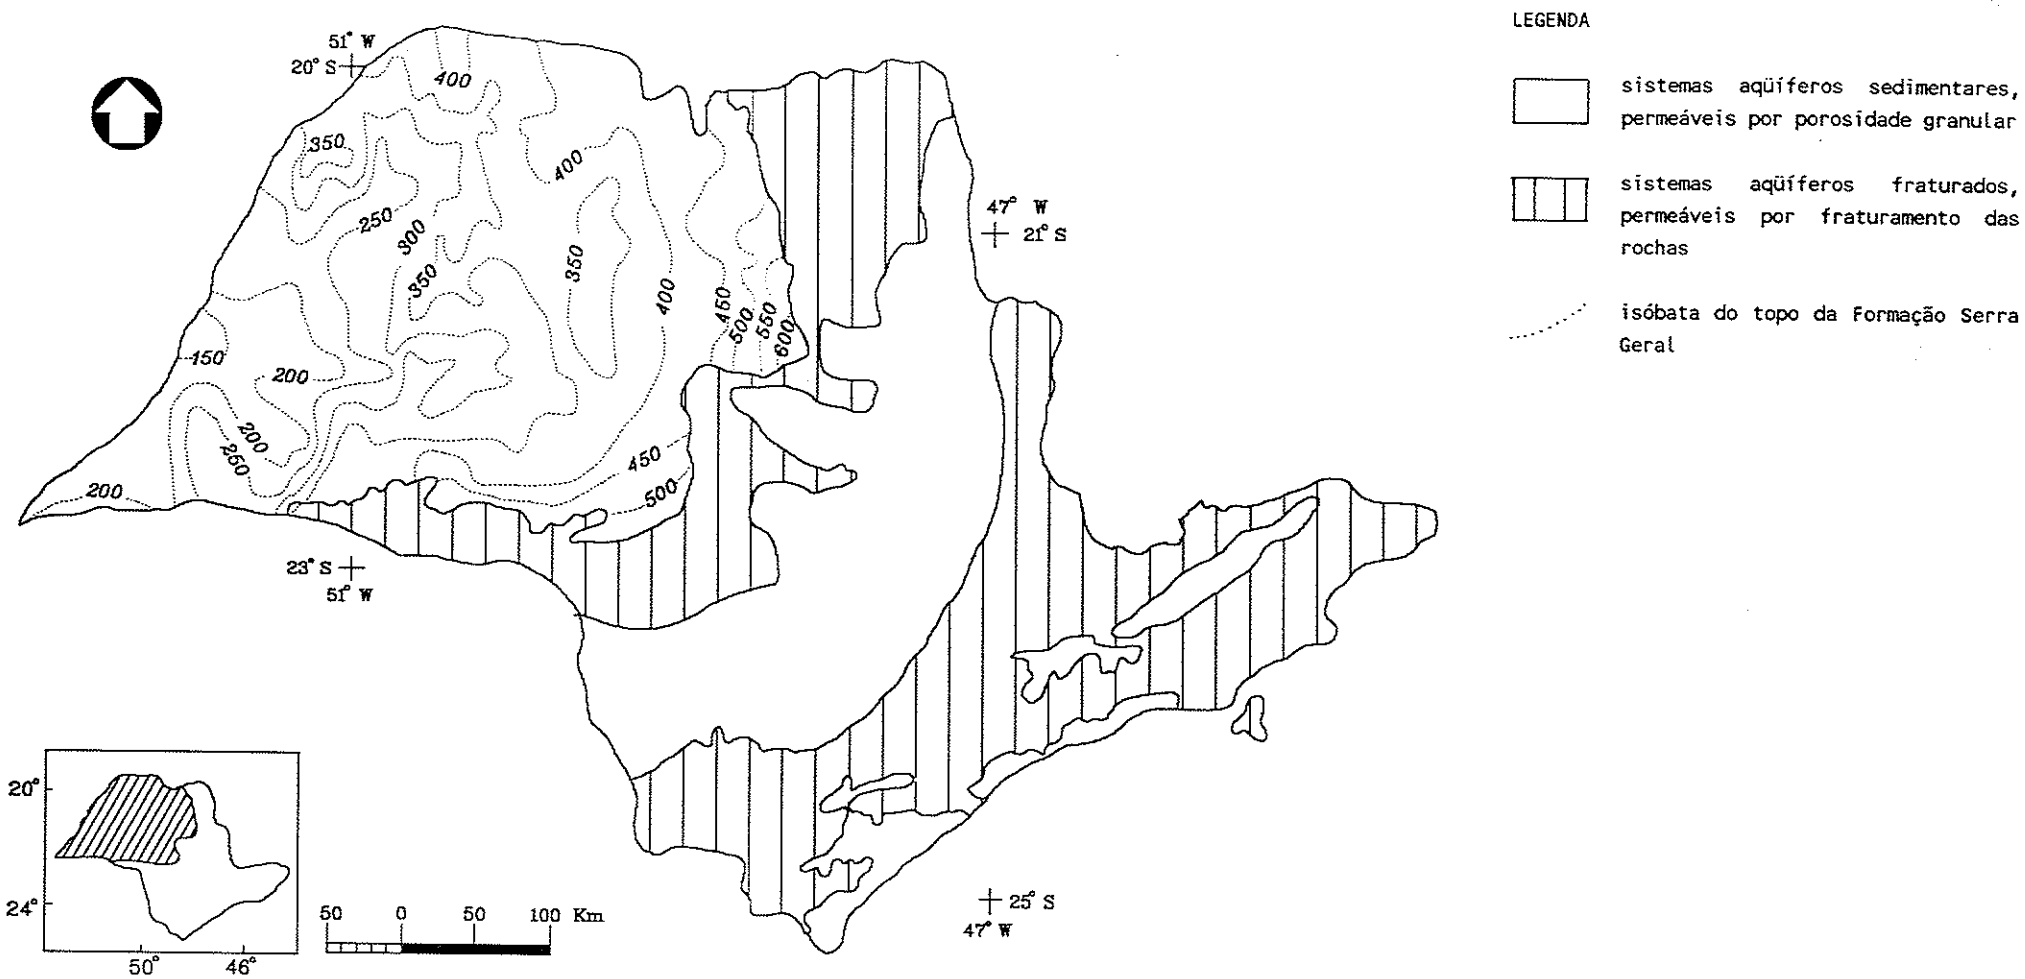 LEGENDA
sistemas aqüíferos sedimentares,
permeáveis por porosidade granular
sistemas aqüíferos fraturados,
permeáveis por fraturamento das
rochas
isóbata do topo da Formação Serra
Geral
51° W
20° S
400
350
400
250
300
350
350
400
47° W
21° S
450
500
550
600
150
200
200
250
450
500
200
23° S
51° W
20°
24°
50°
46°
50 0 50 100 Km
25° S
47° W